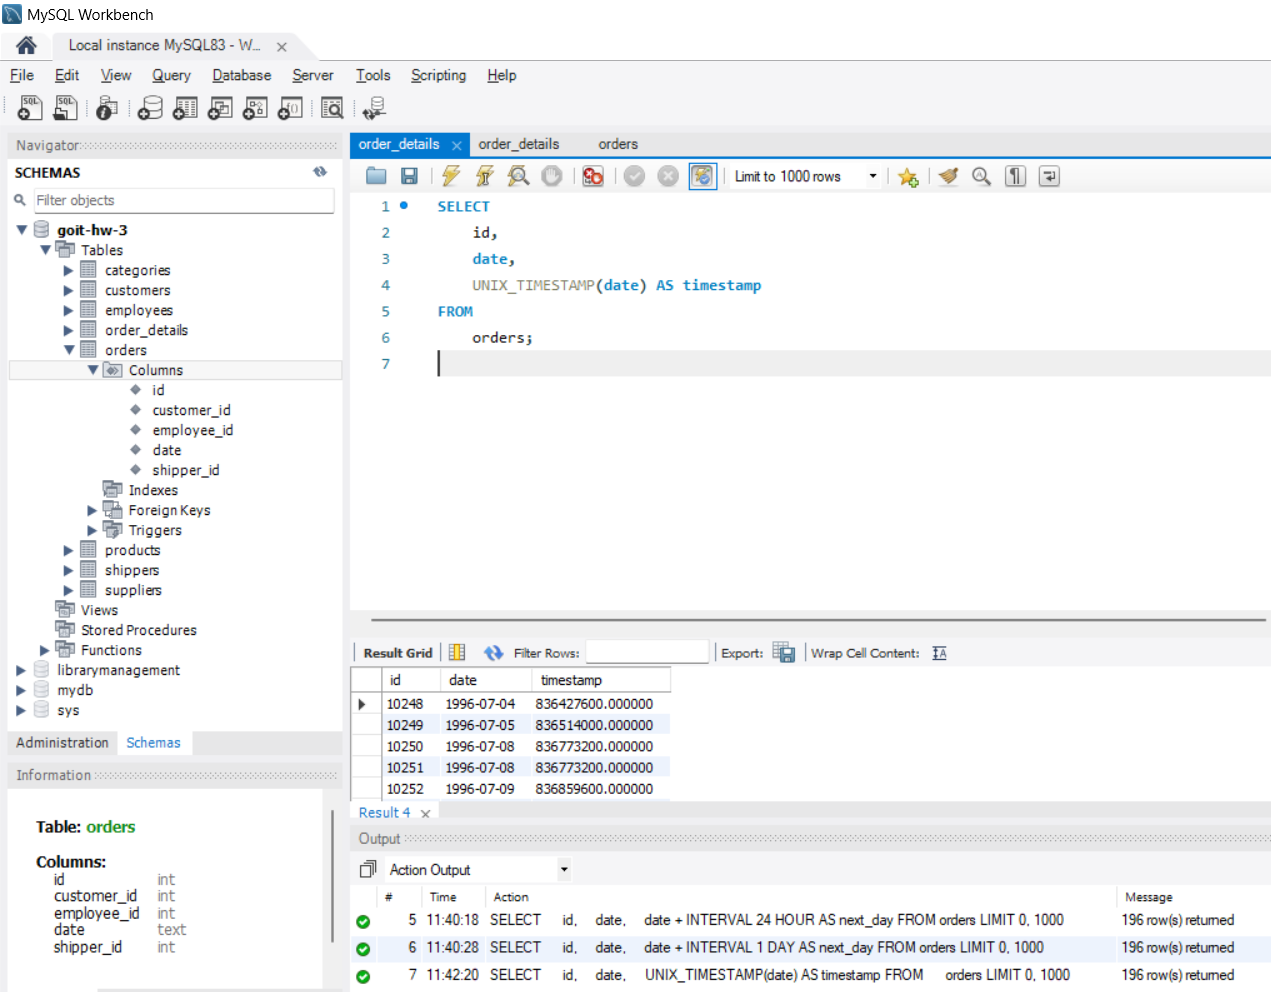 MySQL Workbench
Local instance MySQL83 - W...
File Edit View Query Database Server Tools Scripting Help
Navigator
SCHEMAS
Filter objects
goit-hw-3
Tables
categories
customers
employees
order_details
orders
Columns
id
customer_id
employee_id
date
shipper_id
Indexes
Foreign Keys
Triggers
products
shippers
suppliers
Views
Stored Procedures
Functions
librarymanagement
mydb
sys
Administration Schemas
Information
Table: orders
Columns:
id int
customer_id int
employee_id int
date text
shipper_id int
order_details order_details orders
Limit to 1000 rows
1 SELECT
2 id,
3 date,
4 UNIX_TIMESTAMP(date) AS timestamp
5 FROM
6 orders;
7
Result Grid Filter Rows: Export: Wrap Cell Content:
id date timestamp
10248 1996-07-04 836427600.000000
10249 1996-07-05 836514000.000000
10250 1996-07-08 836773200.000000
10251 1996-07-08 836773200.000000
10252 1996-07-09 836859600.000000
Result 4
Output
Action Output
# Time Action Message
5 11:40:18 SELECT id, date, date + INTERVAL 24 HOUR AS next_day FROM orders LIMIT 0, 1000 196 row(s) returned
6 11:40:28 SELECT id, date, date + INTERVAL 1 DAY AS next_day FROM orders LIMIT 0, 1000 196 row(s) returned
7 11:42:20 SELECT id, date, UNIX_TIMESTAMP(date) AS timestamp FROM orders LIMIT 0, 1000 196 row(s) returned